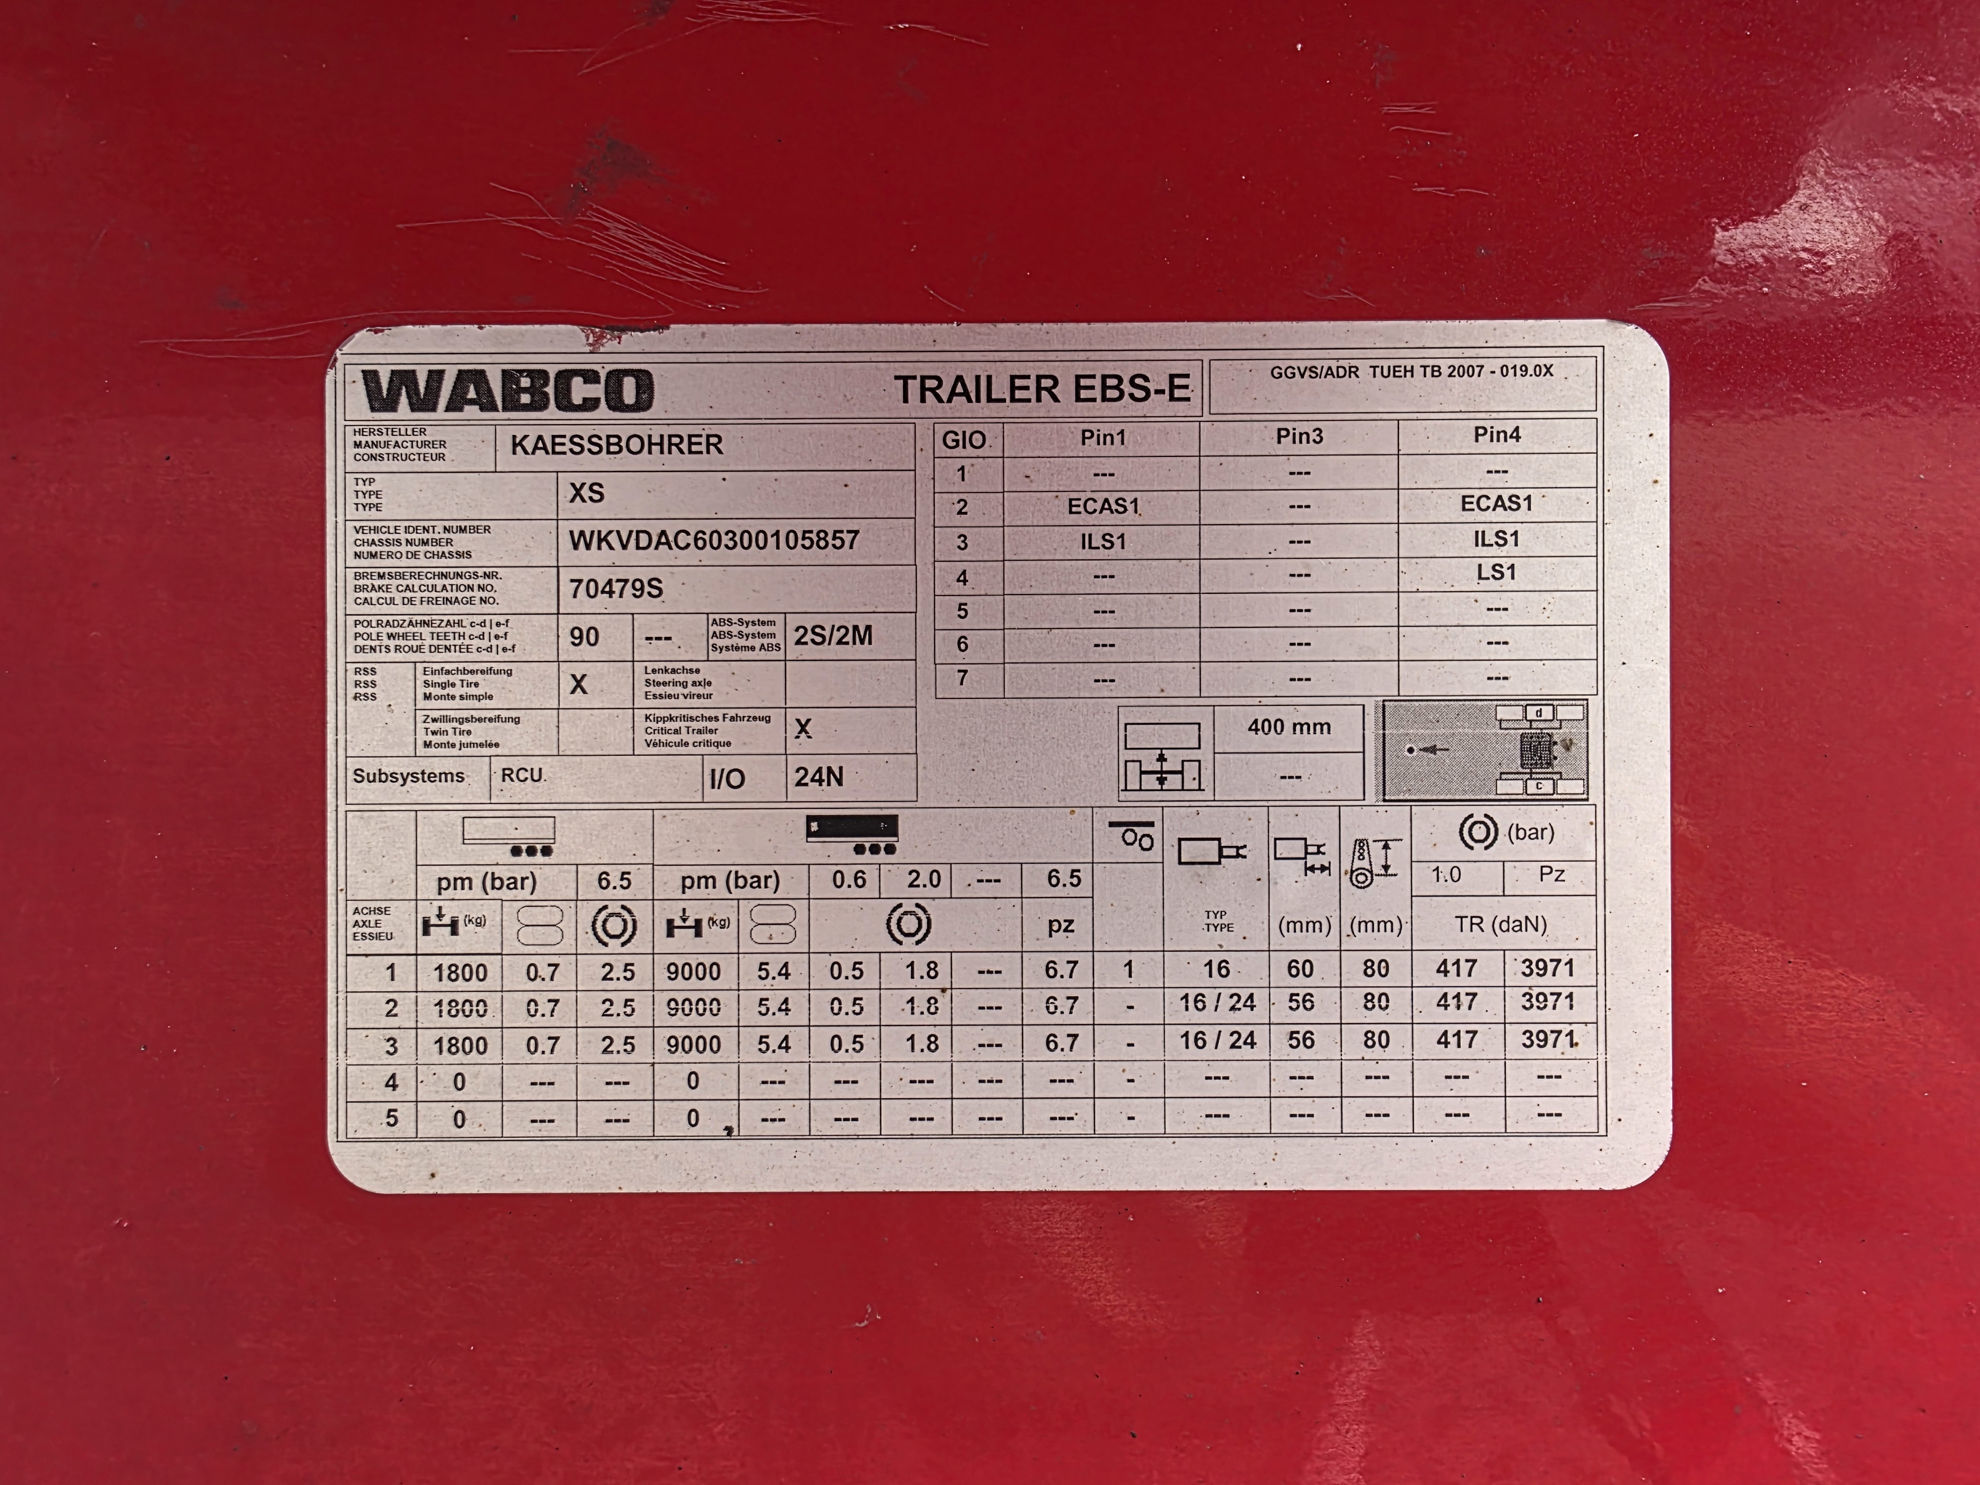 WABCO TRAILER EBS-E GGVS/ADR TUEH TB 2007 - 019.0X
HERSTELLER
MANUFACTURER
CONSTRUCTEUR
KAESSBOHRER
TYP
TYPE
TYPE
XS
VEHICLE IDENT. NUMBER
CHASSIS NUMBER
NUMERO DE CHASSIS
WKVDAC60300105857
BREMSBERECHNUNGS-NR.
BRAKE CALCULATION NO.
CALCUL DE FREINAGE NO.
70479S
POLRADZÄHNEZAHL c-d | e-f
POLE WHEEL TEETH c-d | e-f
DENTS ROUE DENTÉE c-d | e-f
90 ---
ABS-System
ABS-System
Système ABS
2S/2M
RSS
RSS
RSS
Einfachbereifung
Single Tire
Monte simple
X
Lenkachse
Steering axle
Essieu vireur
Zwillingsbereifung
Twin Tire
Monte jumelée
Kippkritisches Fahrzeug
Critical Trailer
Véhicule critique
X
Subsystems RCU I/O 24N
GIO Pin1 Pin3 Pin4
1 --- --- ---
2 ECAS1 --- ECAS1
3 ILS1 --- ILS1
4 --- --- LS1
5 --- --- ---
6 --- --- ---
7 --- --- ---
400 mm
---
d
c
(bar)
pm (bar) 6.5 pm (bar) 0.6 2.0 --- 6.5 1.0 Pz
ACHSE
AXLE
ESSIEU
(kg) (kg) pz
TYP
TYPE
(mm) (mm) TR (daN)
1 1800 0.7 2.5 9000 5.4 0.5 1.8 --- 6.7 1 16 60 80 417 3971
2 1800 0.7 2.5 9000 5.4 0.5 1.8 --- 6.7 - 16 / 24 56 80 417 3971
3 1800 0.7 2.5 9000 5.4 0.5 1.8 --- 6.7 - 16 / 24 56 80 417 3971
4 0 --- --- 0 --- --- --- --- --- - --- --- --- --- ---
5 0 --- --- 0 --- --- --- --- --- - --- --- --- --- ---